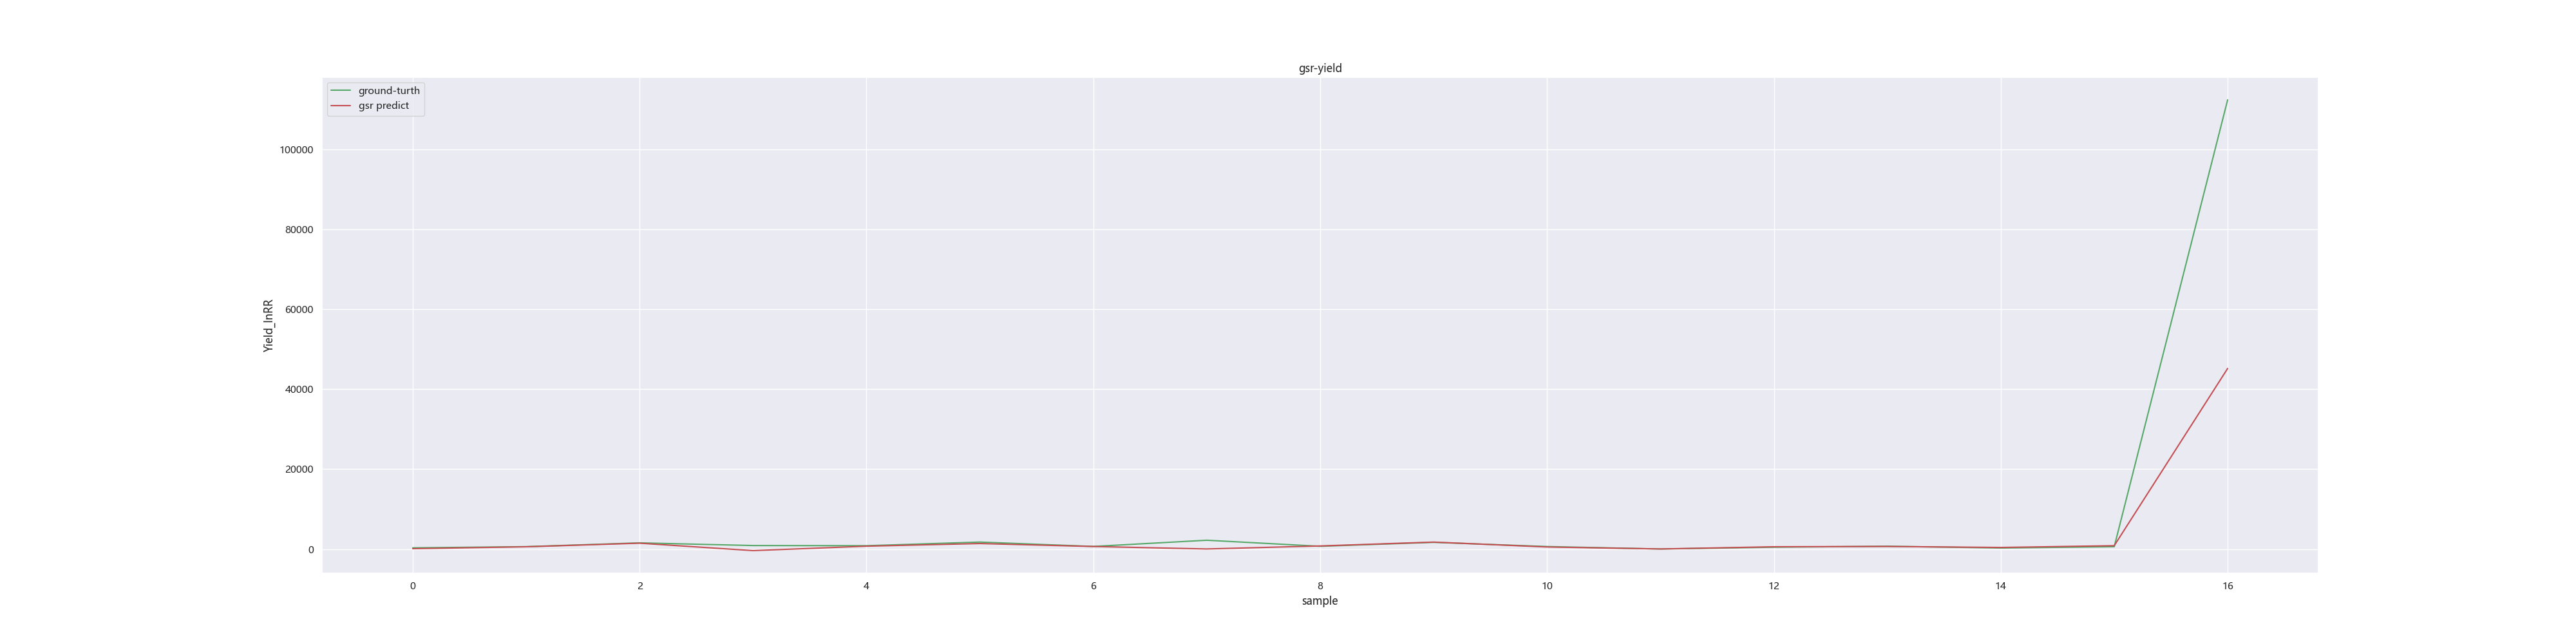 gsr-yield
ground-turth
gsr predict
100000
80000
60000
40000
20000
0
Yield_lnRR
0 2 4 6 8 10 12 14 16
sample